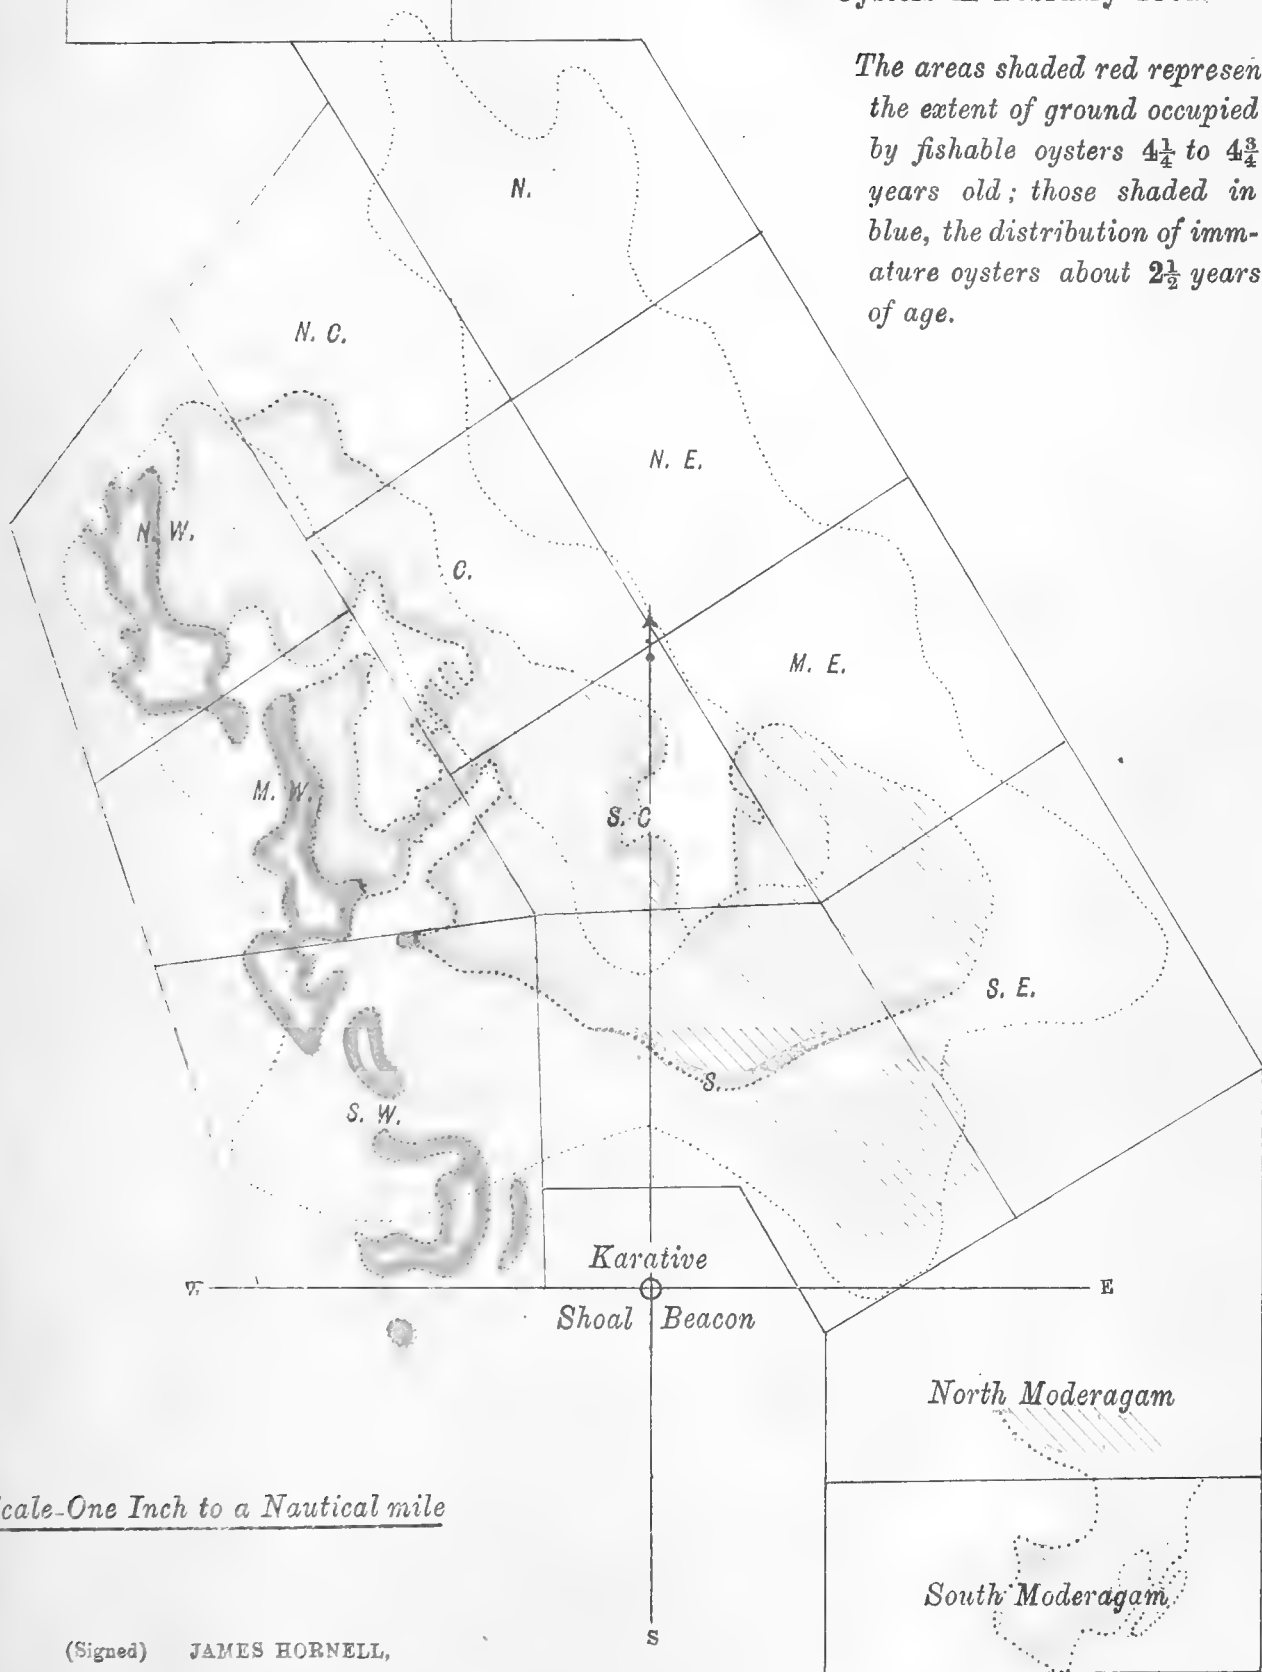 The areas shaded red represen
the extent of ground occupied
by fishable oysters 4¼ to 4¾
years old; those shaded in
blue, the distribution of imm-
ature oysters about 2½ years
of age.
N.
N. C.
N. E.
N. W.
C.
M. E.
M. W.
S. C
S. E.
S.
S. W.
Karative
W E
Shoal Beacon
North Moderagam
cale-One Inch to a Nautical mile
South Moderagam
S
(Signed) JAMES HORNELL,